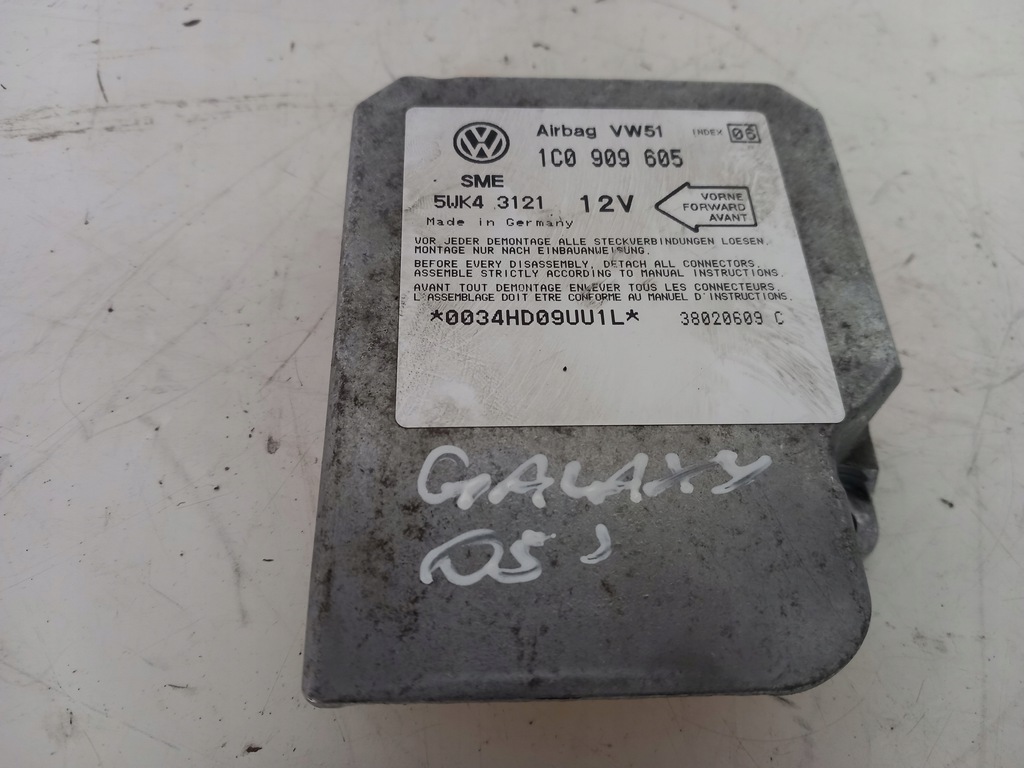 Airbag VW51 INDEX 06
1C0 909 605
SME
5WK4 3121 12V
VORNE
FORWARD
AVANT
Made in Germany
VOR JEDER DEMONTAGE ALLE STECKVERBINDUNGEN LOESEN.
MONTAGE NUR NACH EINBAUANWEISUNG.
BEFORE EVERY DISASSEMBLY, DETACH ALL CONNECTORS.
ASSEMBLE STRICTLY ACCORDING TO MANUAL INSTRUCTIONS.
AVANT TOUT DEMONTAGE ENLEVER TOUS LES CONNECTEURS.
L'ASSEMBLAGE DOIT ETRE CONFORME AU MANUEL D'INSTRUCTIONS.
*0034HD09UU1L* 38020609 C
GALAXY
05'